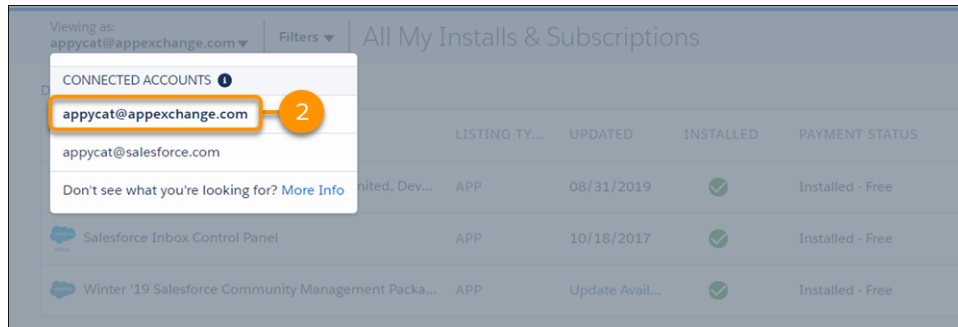 Viewing as:
appycat@appexchange.com
Filters
All My Installs & Subscriptions
CONNECTED ACCOUNTS
appycat@appexchange.com
2
appycat@salesforce.com
Don't see what you're looking for? More Info
D
LISTING TY... UPDATED INSTALLED PAYMENT STATUS
nited, Dev... APP 08/31/2019 Installed - Free
Salesforce Inbox Control Panel APP 10/18/2017 Installed - Free
Winter '19 Salesforce Community Management Packa... APP Update Avail... Installed - Free